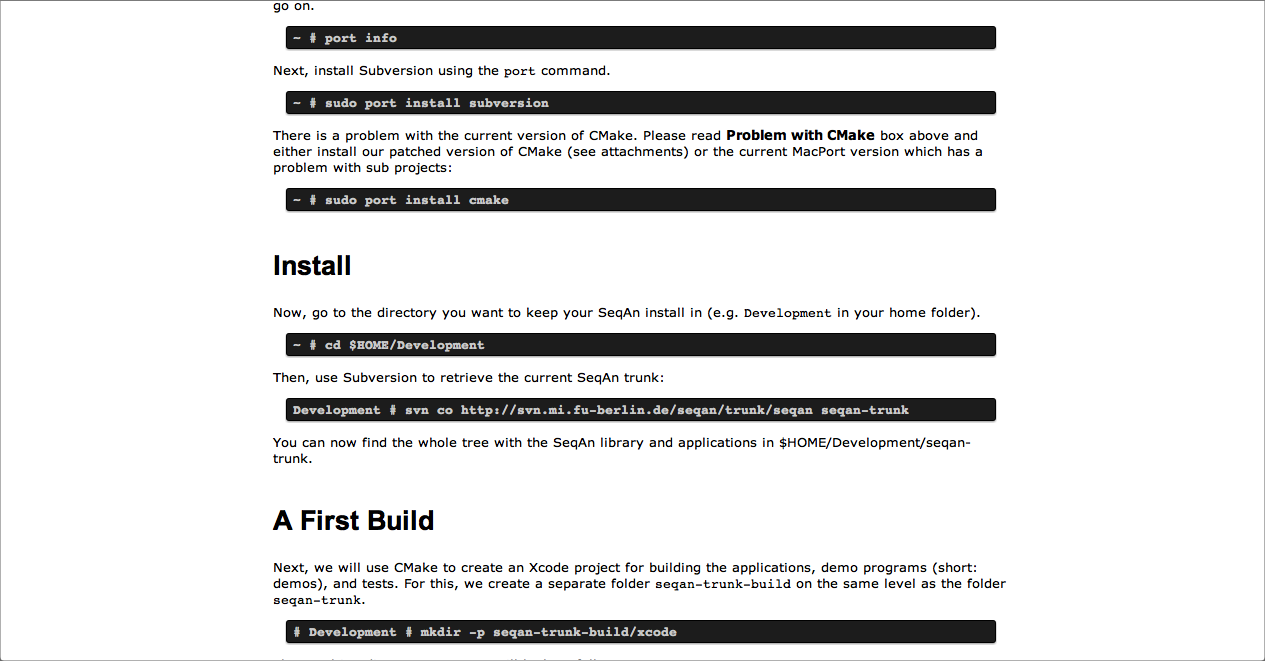 go on.
~ # port info
Next, install Subversion using the port command.
~ # sudo port install subversion
There is a problem with the current version of CMake. Please read Problem with CMake box above and
either install our patched version of CMake (see attachments) or the current MacPort version which has a
problem with sub projects:
~ # sudo port install cmake
Install
Now, go to the directory you want to keep your SeqAn install in (e.g. Development in your home folder).
~ # cd $HOME/Development
Then, use Subversion to retrieve the current SeqAn trunk:
Development # svn co http://svn.mi.fu-berlin.de/seqan/trunk/seqan seqan-trunk
You can now find the whole tree with the SeqAn library and applications in $HOME/Development/seqan-
trunk.
A First Build
Next, we will use CMake to create an Xcode project for building the applications, demo programs (short:
demos), and tests. For this, we create a separate folder seqan-trunk-build on the same level as the folder
seqan-trunk.
# Development # mkdir -p seqan-trunk-build/xcode